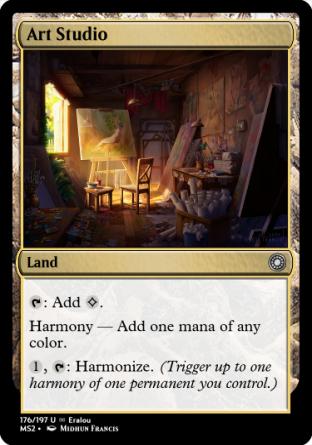 Art Studio
Land
: Add .
Harmony — Add one mana of any
color.
1, : Harmonize. (Trigger up to one
harmony of one permanent you control.)
176/197 U Eralou
MS2 • Midhun Francis